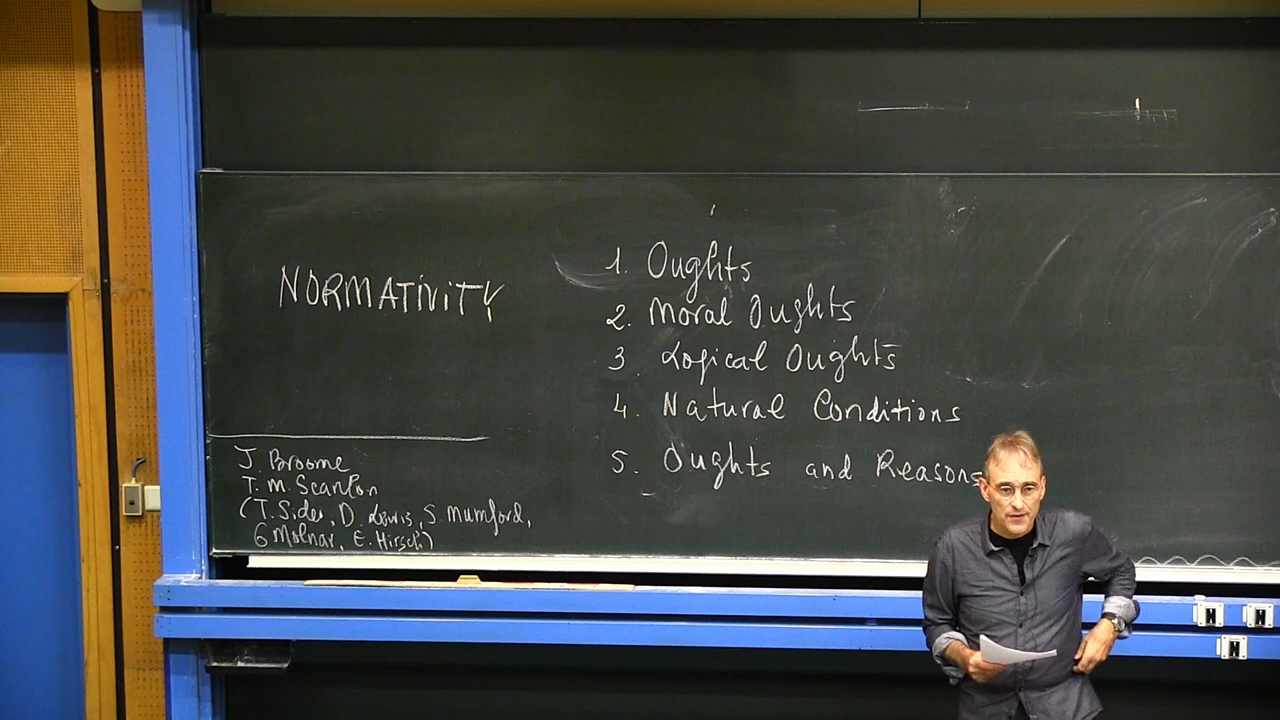 NORMATIVITY
1. Oughts
2. Moral Oughts
3. Logical Oughts
4. Natural Conditions
5. Oughts and Reasons
J. Broome
T. M. Scanlon
(T. Sider, D. Lewis, S. Mumford,
G Molnar, E. Hirsch)